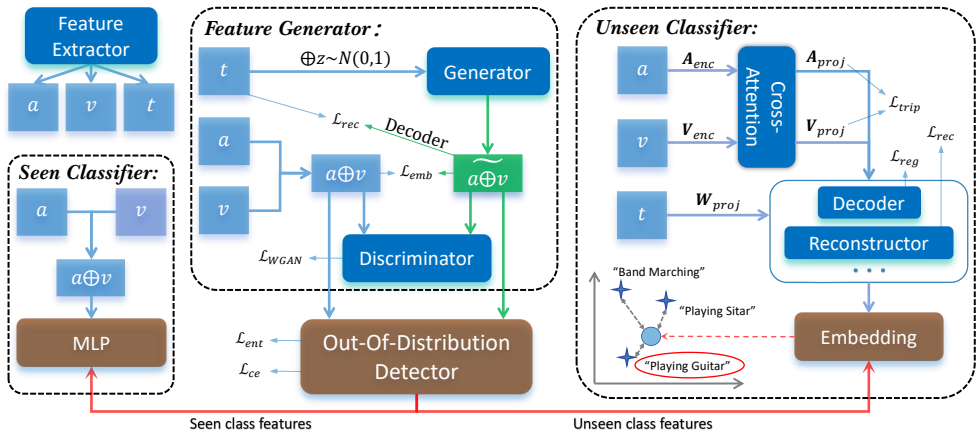 Feature
Extractor
a
v
t
Seen Classifier:
a
v
a⊕v
MLP
Feature Generator:
t
⊕z~N(0,1)
Generator
ℒrec
Decoder
a
v
a⊕v
ℒemb
a⊕v
ℒWGAN
Discriminator
ℒent
ℒce
Out-Of-Distribution
Detector
Seen class features
Unseen class features
Unseen Classifier:
a
Aenc
Cross-
Attention
Aproj
ℒtrip
v
Venc
Vproj
ℒrec
ℒreg
t
Wproj
Decoder
Reconstructor
• • •
"Band Marching"
"Playing Sitar"
"Playing Guitar"
Embedding